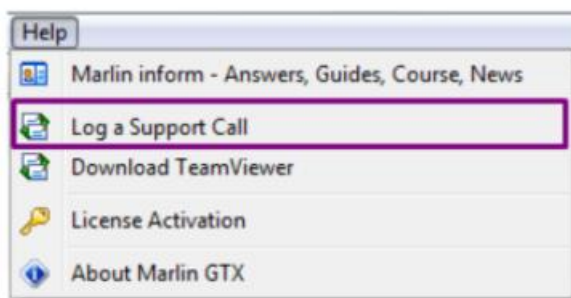 Help
Marlin inform - Answers, Guides, Course, News
Log a Support Call
Download TeamViewer
License Activation
About Marlin GTX